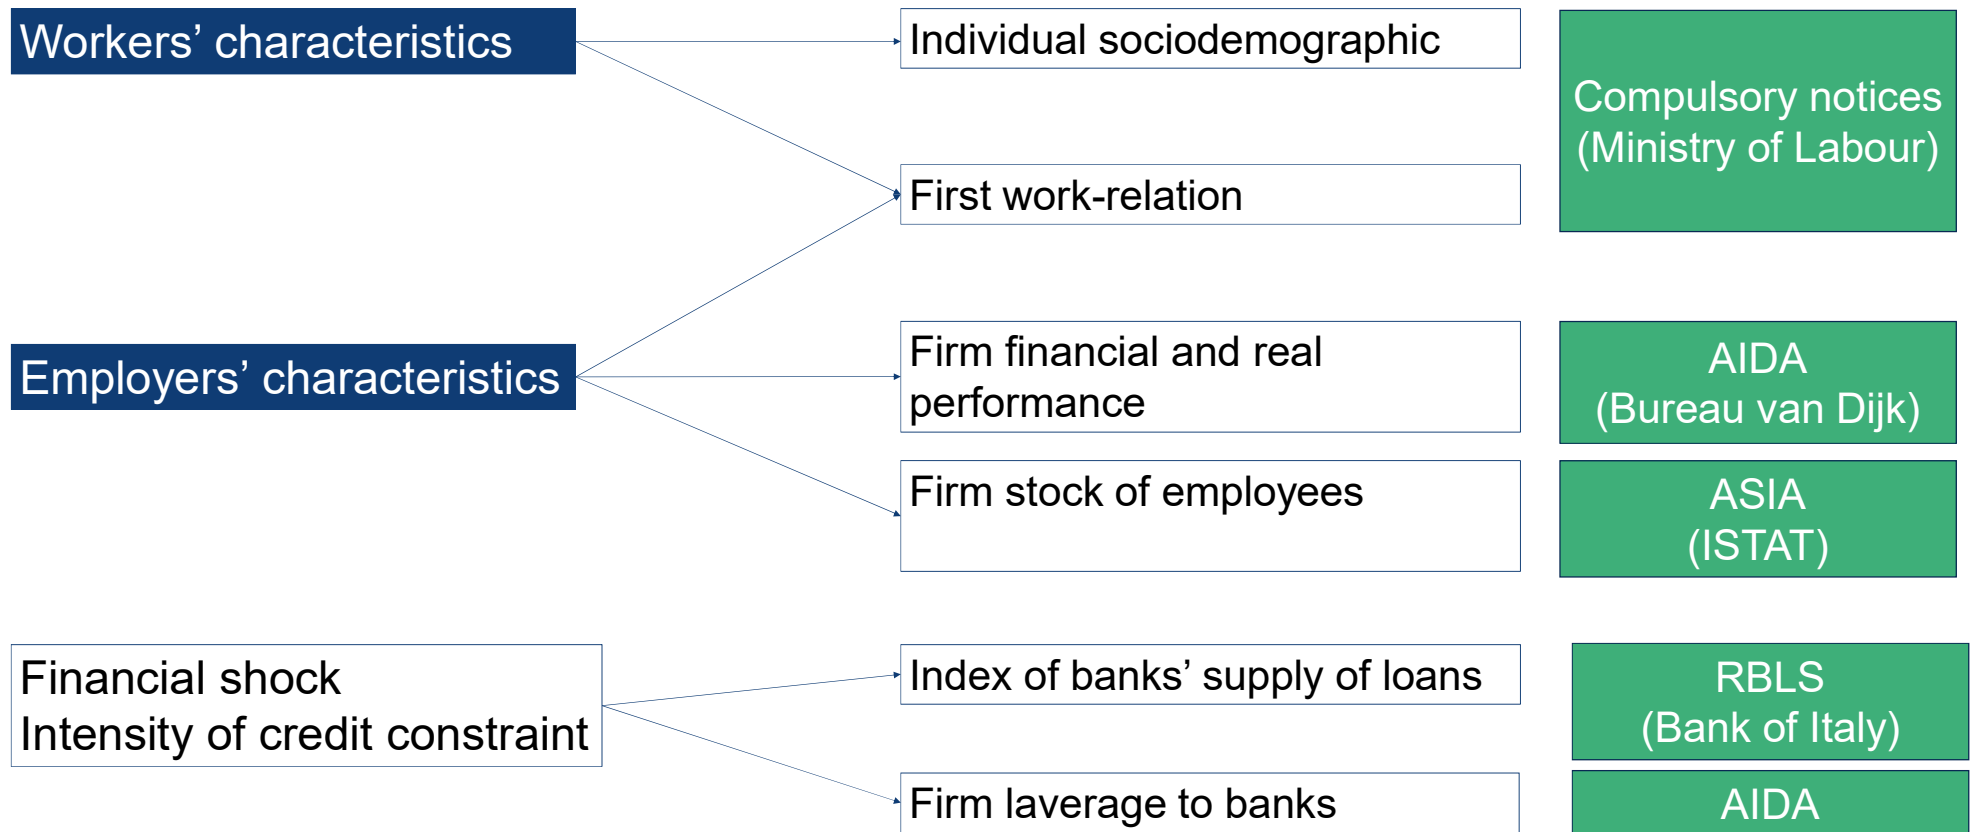 Workers’ characteristics
Individual sociodemographic
Compulsory notices
(Ministry of Labour)
First work-relation
Employers’ characteristics
Firm financial and real
performance
AIDA
(Bureau van Dijk)
Firm stock of employees
ASIA
(ISTAT)
Financial shock
Intensity of credit constraint
Index of banks’ supply of loans
RBLS
(Bank of Italy)
Firm laverage to banks
AIDA